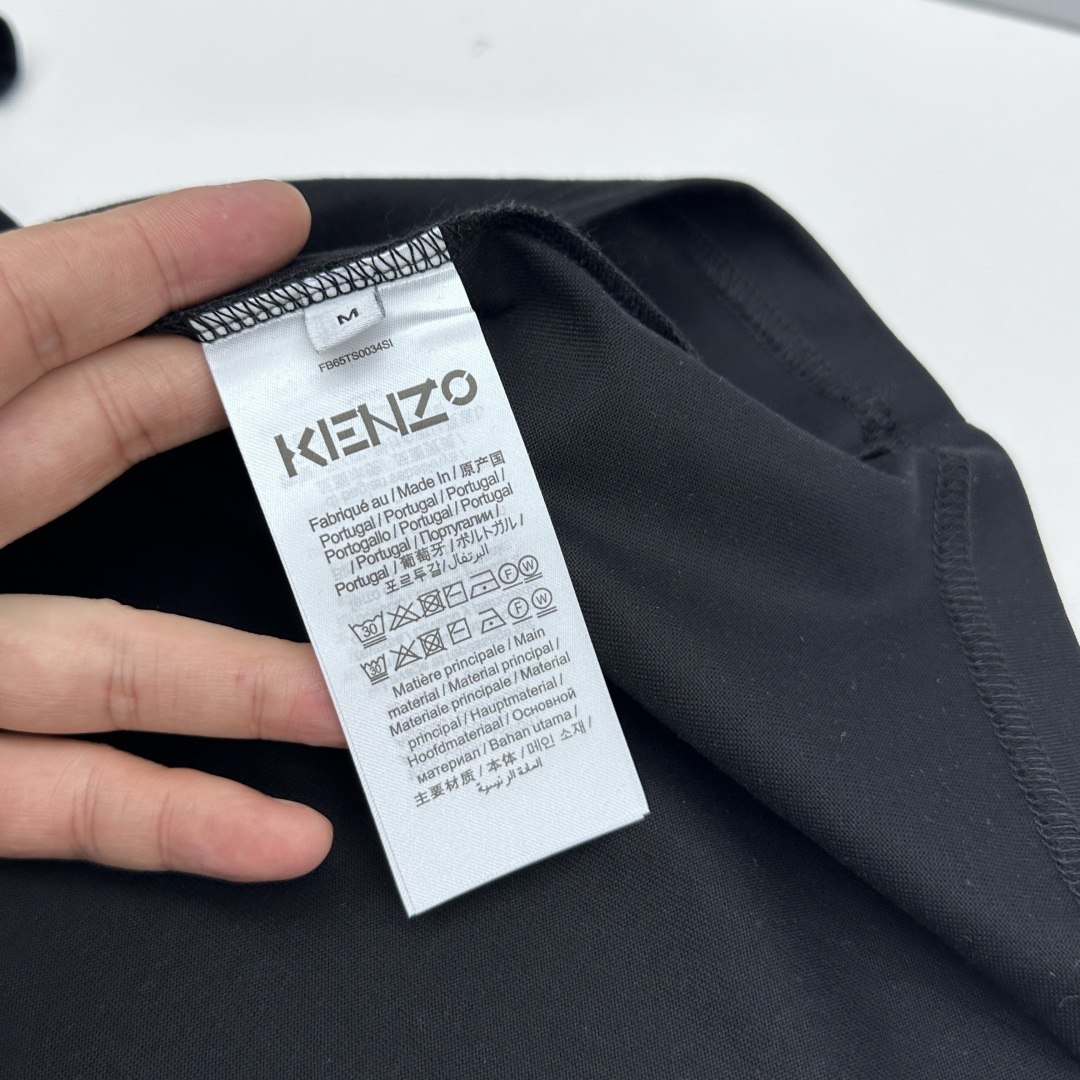 M
FB65TS0034SI
KENZO
Fabriqué au / Made In / 原产国
Portugal / Portugal / Portugal /
Portogallo / Portugal / Portugal
/ Portugal / Португалии /
Portugal / 葡萄牙 / ポルトガル /
포르투갈 / البرتغال
30 F W
30 F W
Matière principale / Main
material / Material principal /
Materiale principale / Material
principal / Hauptmaterial /
Hoofdmateriaal / Основной
материал / Bahan utama /
主要材质 / 本体 / 메인 소재 /
المادة الرئيسية